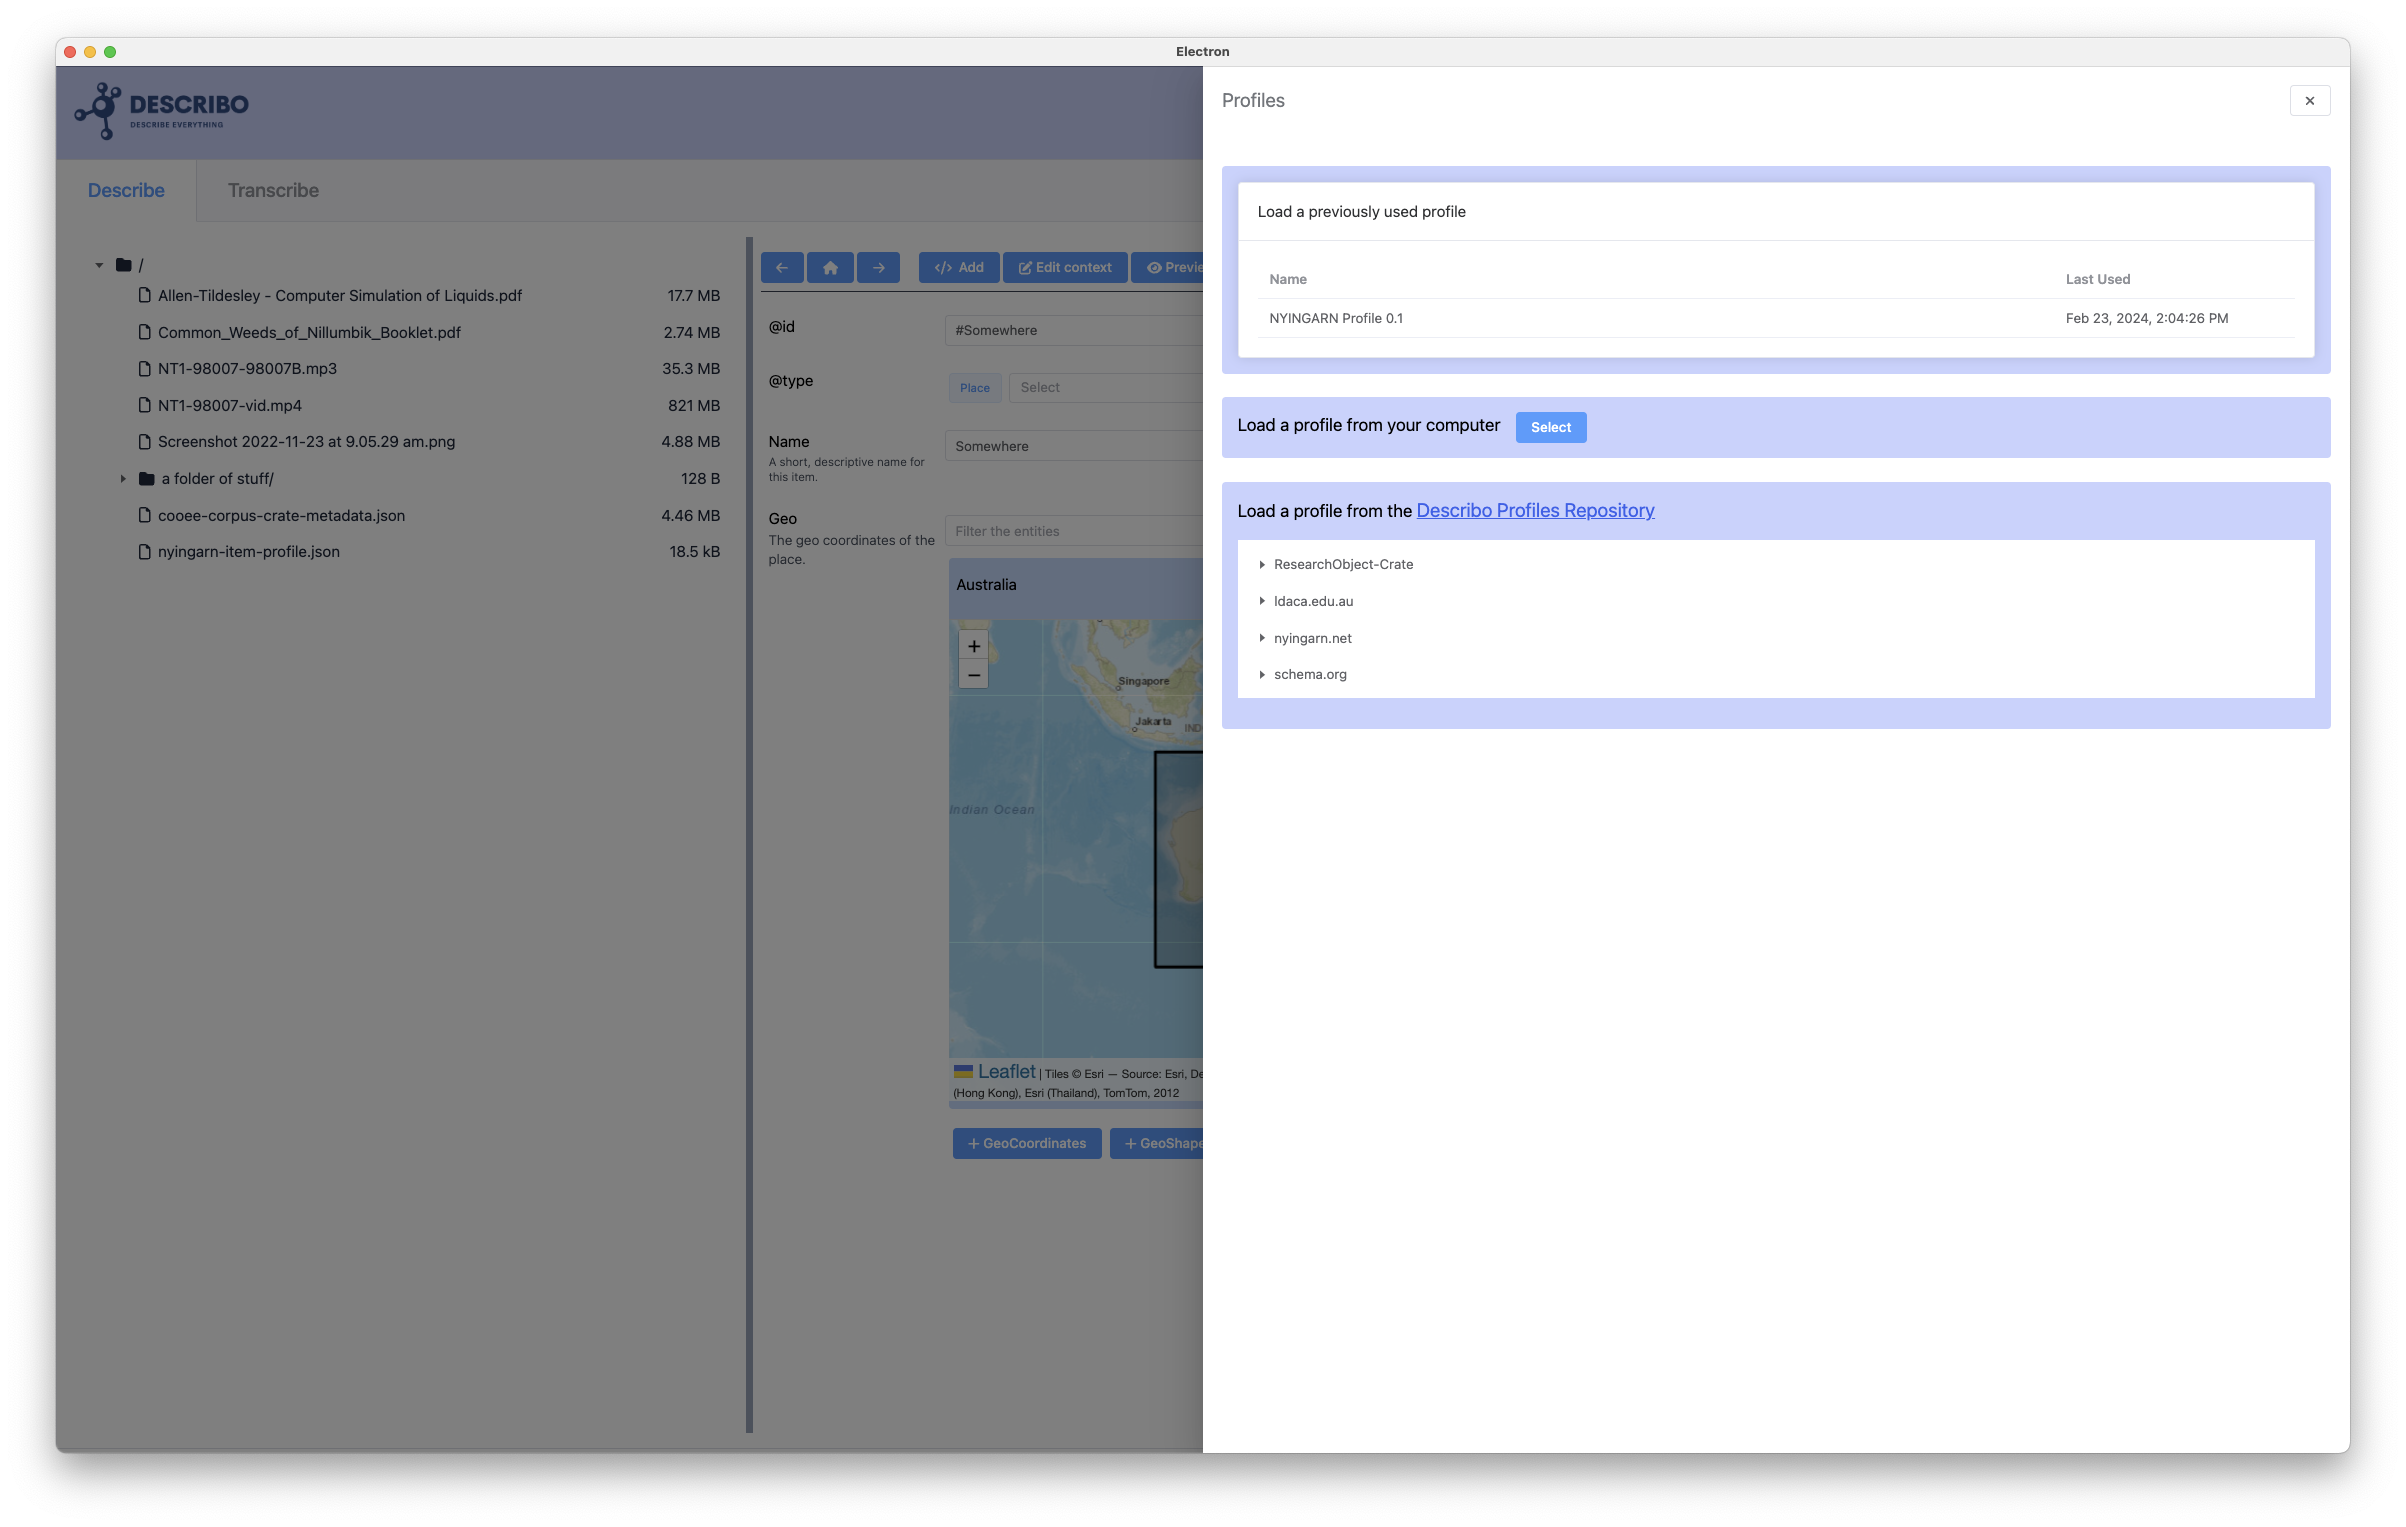 Electron
DESCRIBO
DESCRIBE EVERYTHING
Describe
Transcribe
/
Allen-Tildesley - Computer Simulation of Liquids.pdf 17.7 MB
Common_Weeds_of_Nillumbik_Booklet.pdf 2.74 MB
NT1-98007-98007B.mp3 35.3 MB
NT1-98007-vid.mp4 821 MB
Screenshot 2022-11-23 at 9.05.29 am.png 4.88 MB
a folder of stuff/ 128 B
cooee-corpus-crate-metadata.json 4.46 MB
nyingarn-item-profile.json 18.5 kB
</> Add
Edit context
Previe
@id
#Somewhere
@type
Place
Select
Name
A short, descriptive name for
this item.
Somewhere
Geo
The geo coordinates of the
place.
Filter the entities
Australia
+
−
Singapore
Jakarta
IND
Indian Ocean
Leaflet | Tiles © Esri — Source: Esri, De
(Hong Kong), Esri (Thailand), TomTom, 2012
+ GeoCoordinates
+ GeoShape
Profiles
Load a previously used profile
Name Last Used
NYINGARN Profile 0.1 Feb 23, 2024, 2:04:26 PM
Load a profile from your computer Select
Load a profile from the Describo Profiles Repository
ResearchObject-Crate
ldaca.edu.au
nyingarn.net
schema.org